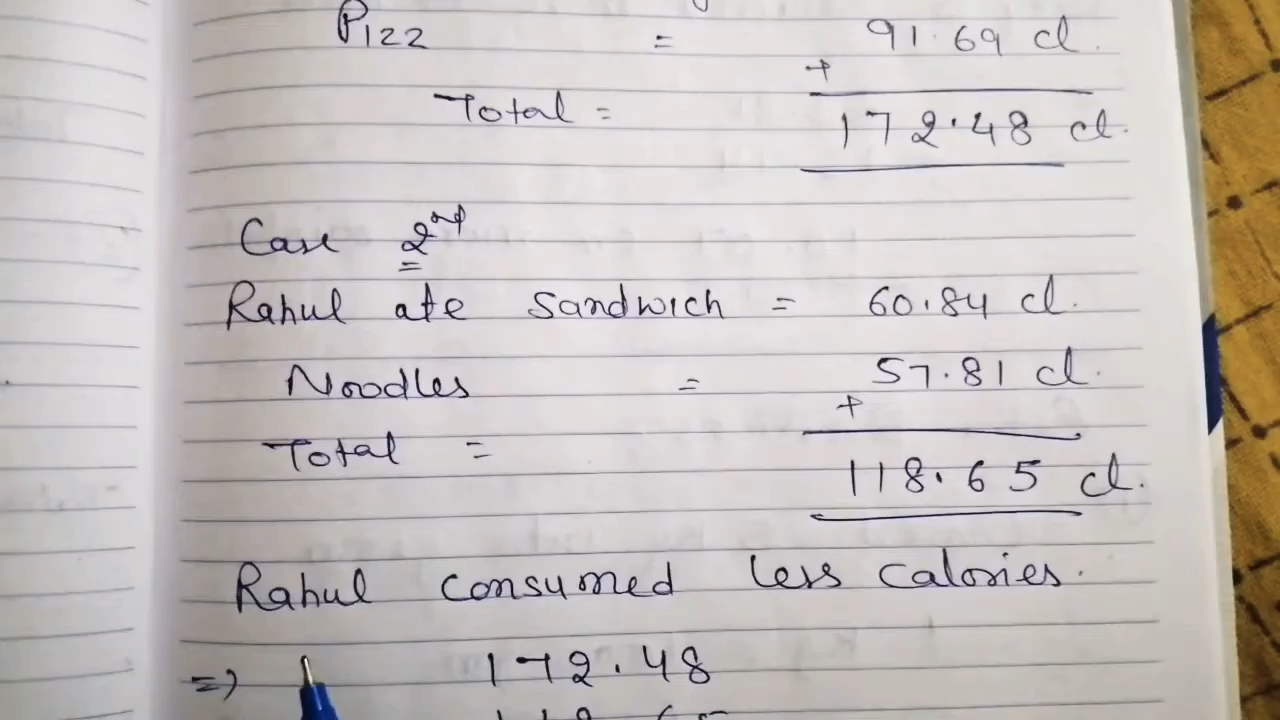 P122 = 91.69 cl.
+
Total = 172.48 cl.
Case 2nd
Rahul ate Sandwich = 60.84 cl.
Noodles = 57.81 cl.
+
Total = 118.65 cl.
Rahul consumed less calories.
=> 172.48